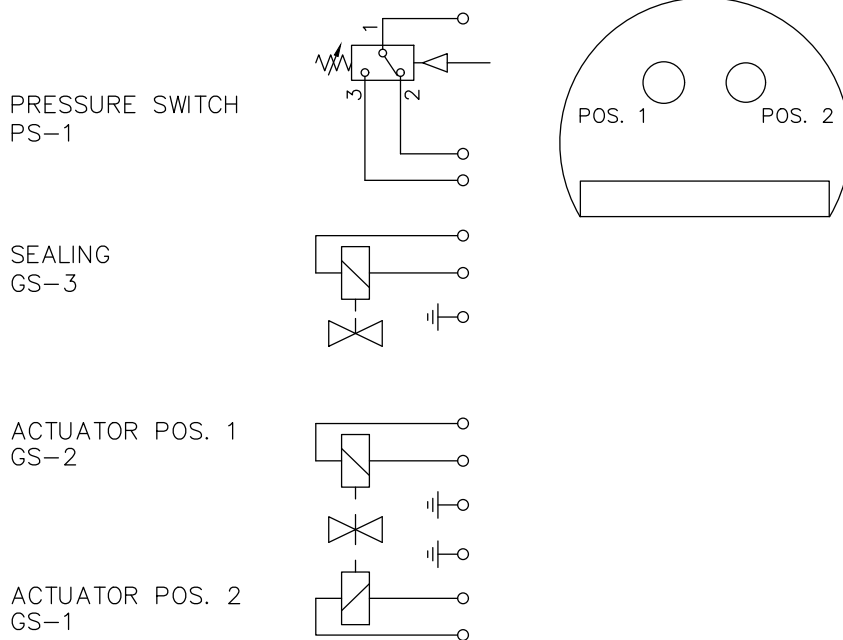 1
PRESSURE SWITCH
PS-1
3
2
POS. 1
POS. 2
SEALING
GS-3
ACTUATOR POS. 1
GS-2
ACTUATOR POS. 2
GS-1